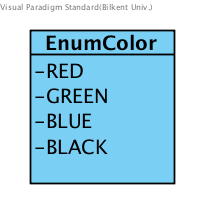 Visual Paradigm Standard(Bilkent Univ.)
EnumColor
-RED
-GREEN
-BLUE
-BLACK